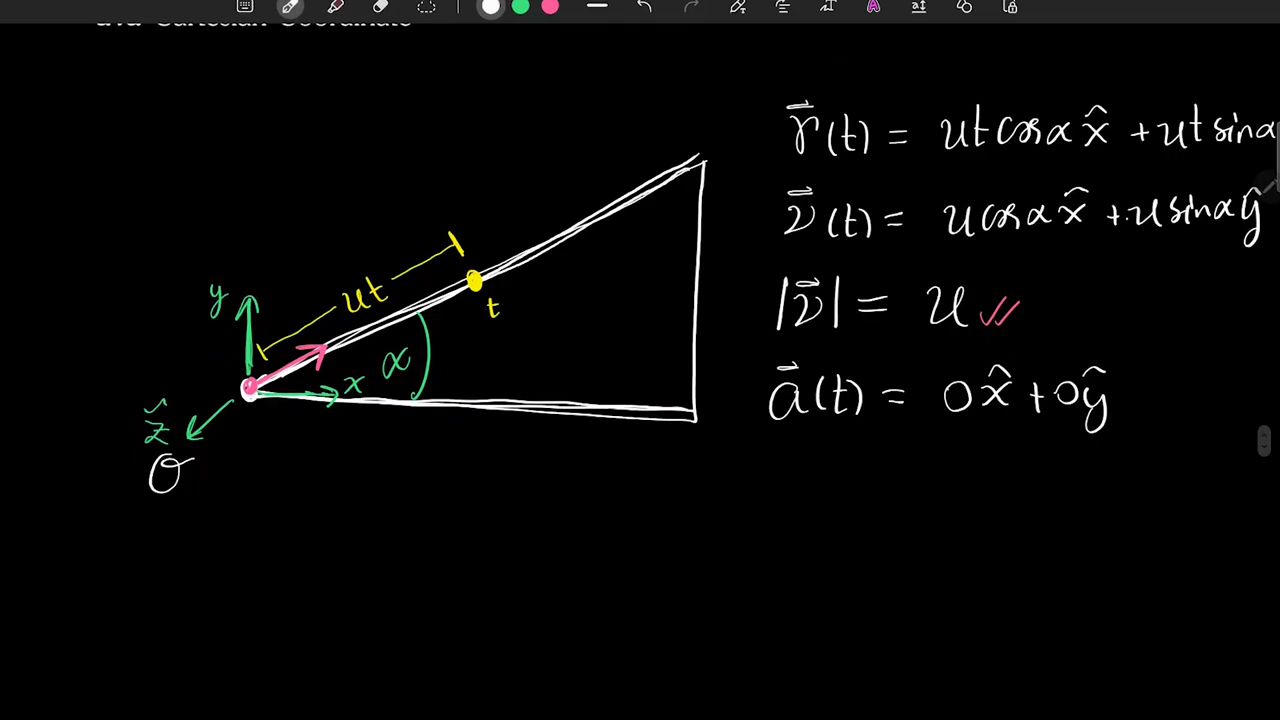 r⃗(t) = ut cosα x̂ + ut sinα
v⃗(t) = u cosα x̂ + u sinα ŷ
|v⃗| = u
a⃗(t) = 0x̂ + 0ŷ
y
ut
t
x
α
ẑ
O